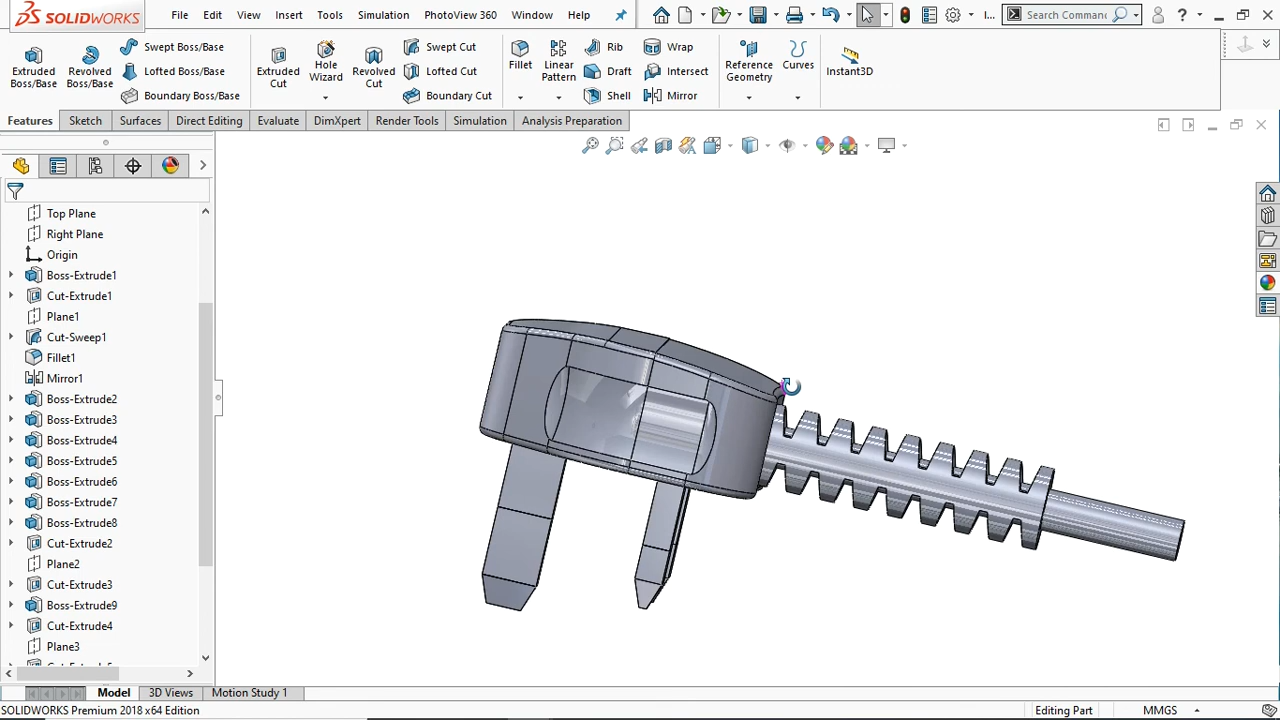 SOLIDWORKS
File Edit View Insert Tools Simulation PhotoView 360 Window Help
I...
Search Comman
Extruded Boss/Base
Revolved Boss/Base
Swept Boss/Base
Lofted Boss/Base
Boundary Boss/Base
Extruded Cut
Hole Wizard
Revolved Cut
Swept Cut
Lofted Cut
Boundary Cut
Fillet
Linear Pattern
Rib
Draft
Shell
Wrap
Intersect
Mirror
Reference Geometry
Curves
Instant3D
Features Sketch Surfaces Direct Editing Evaluate DimXpert Render Tools Simulation Analysis Preparation
Top Plane
Right Plane
Origin
Boss-Extrude1
Cut-Extrude1
Plane1
Cut-Sweep1
Fillet1
Mirror1
Boss-Extrude2
Boss-Extrude3
Boss-Extrude4
Boss-Extrude5
Boss-Extrude6
Boss-Extrude7
Boss-Extrude8
Cut-Extrude2
Plane2
Cut-Extrude3
Boss-Extrude9
Cut-Extrude4
Plane3
Model 3D Views Motion Study 1
SOLIDWORKS Premium 2018 x64 Edition
Editing Part MMGS